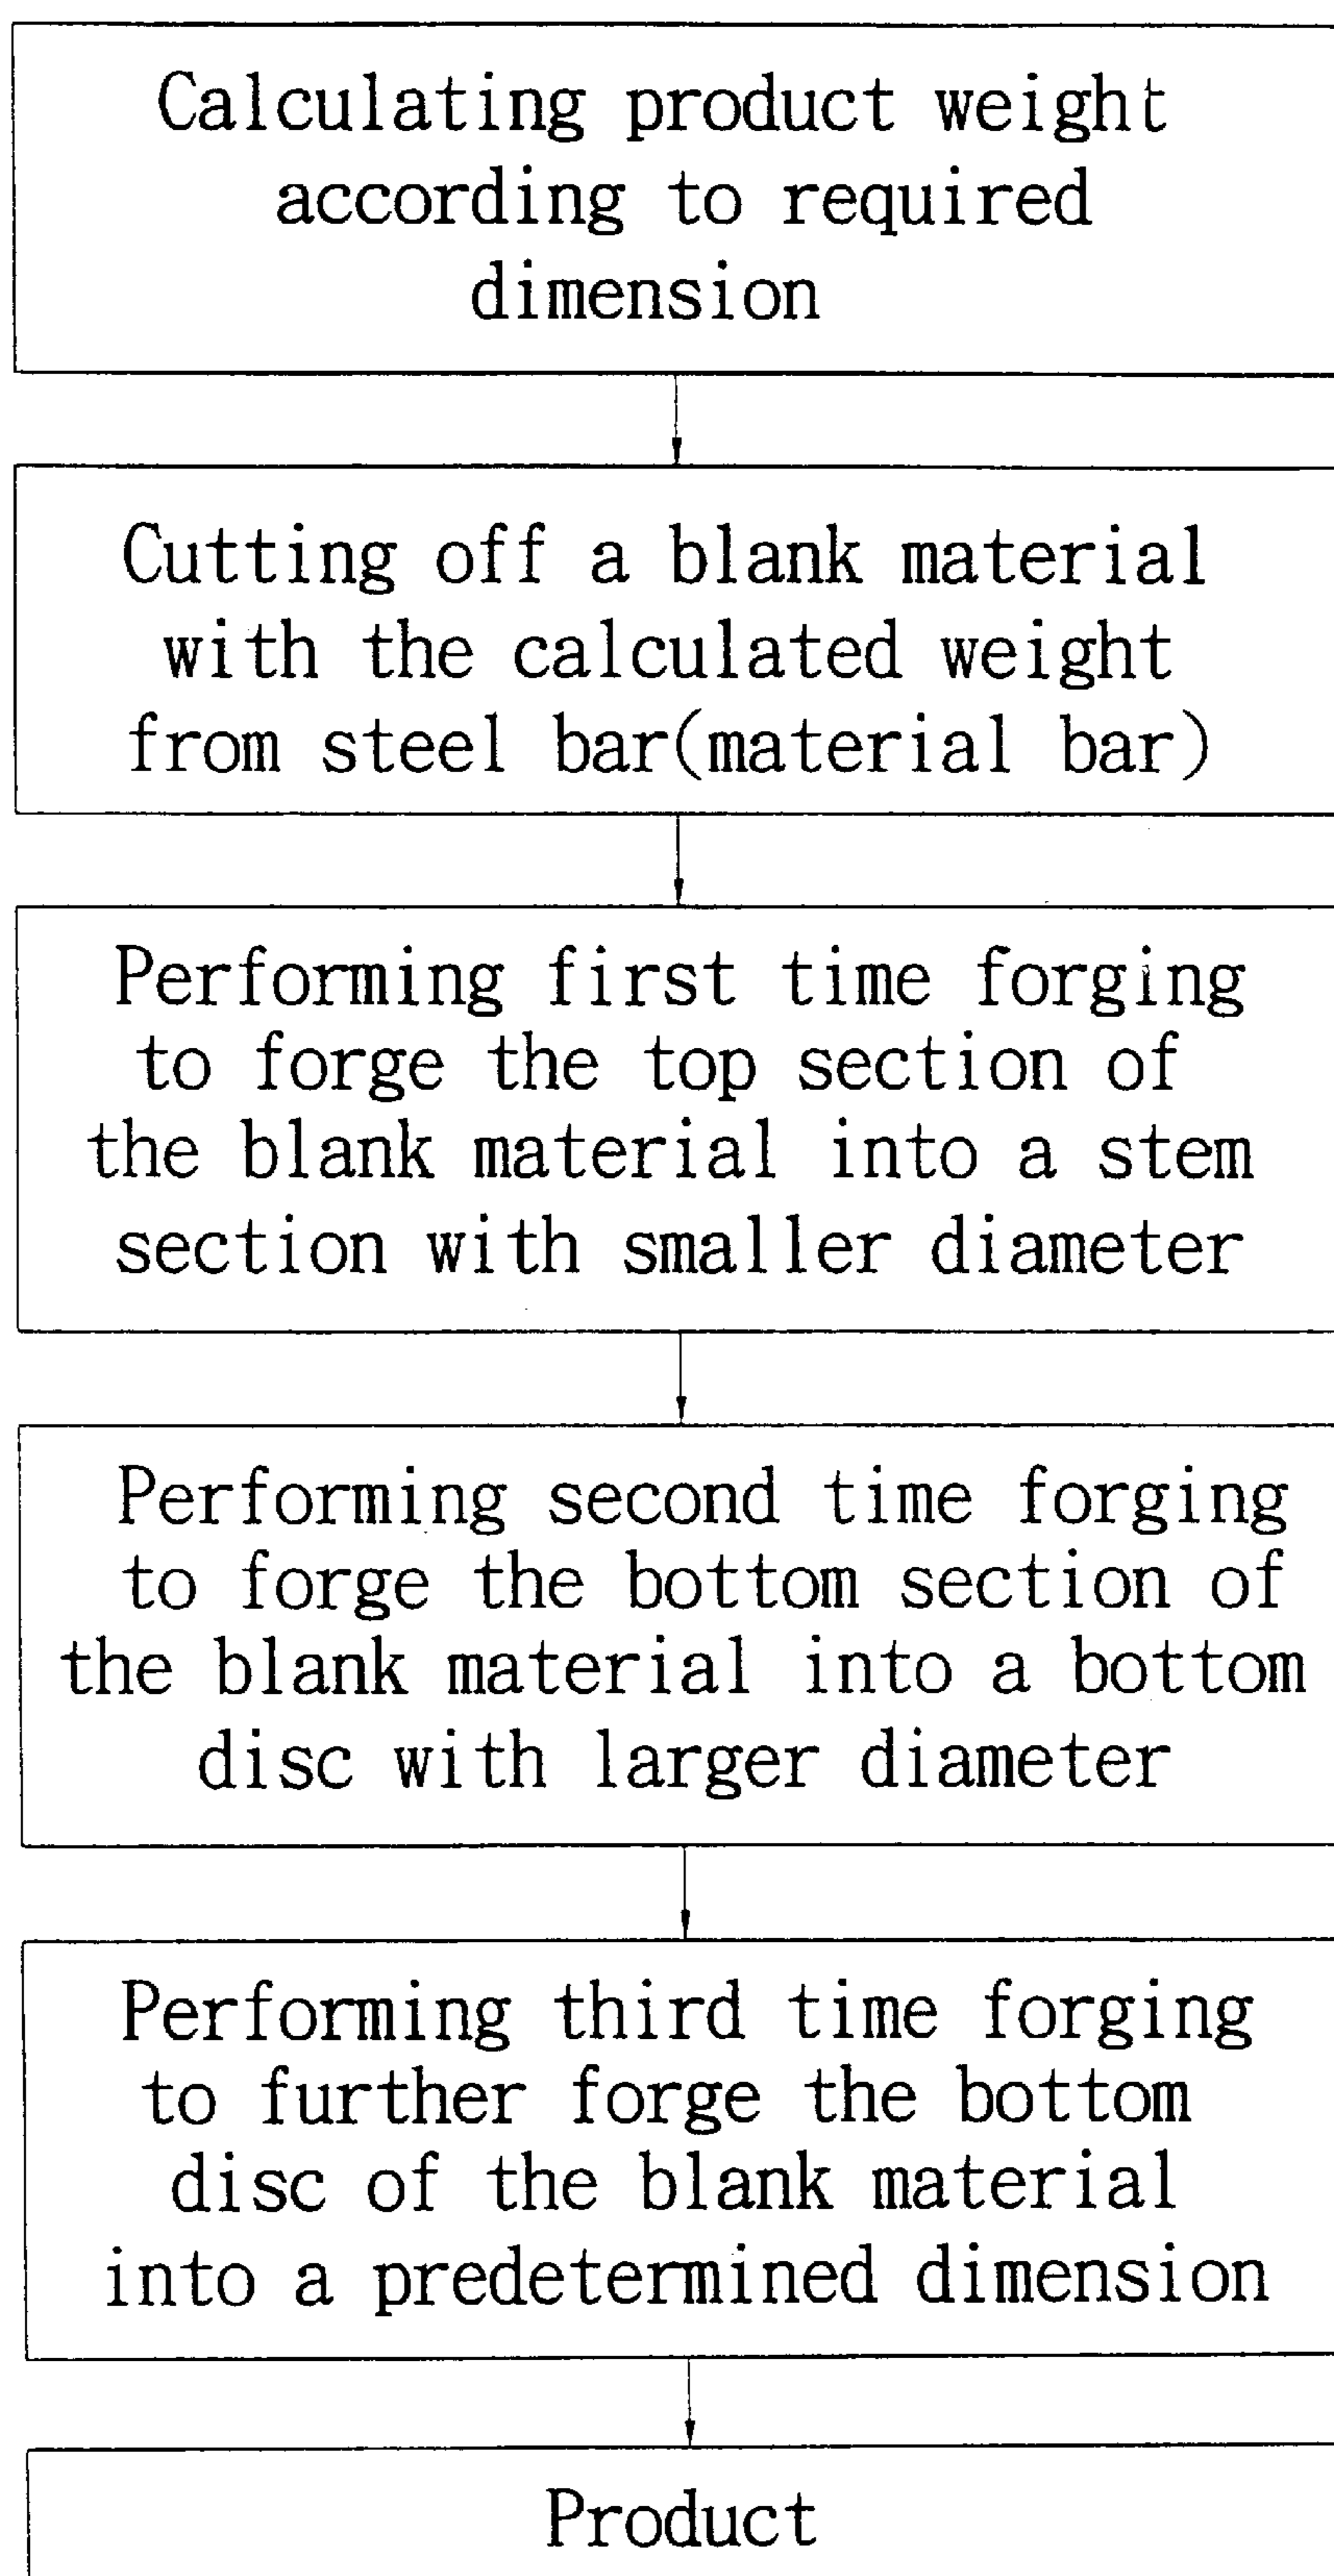 Calculating product weight
according to required
dimension
Cutting off a blank material
with the calculated weight
from steel bar(material bar)
Performing first time forging
to forge the top section of
the blank material into a stem
section with smaller diameter
Performing second time forging
to forge the bottom section of
the blank material into a bottom
disc with larger diameter
Performing third time forging
to further forge the bottom
disc of the blank material
into a predetermined dimension
Product